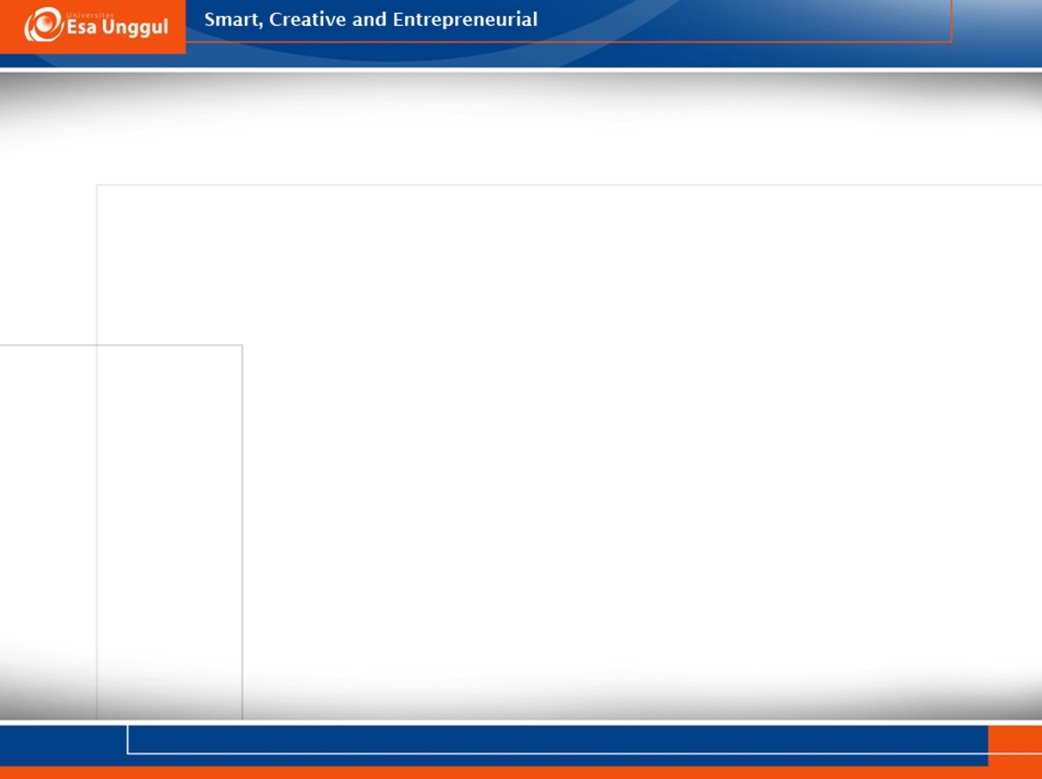 Universitas
Esa Unggul
Smart, Creative and Entrepreneurial